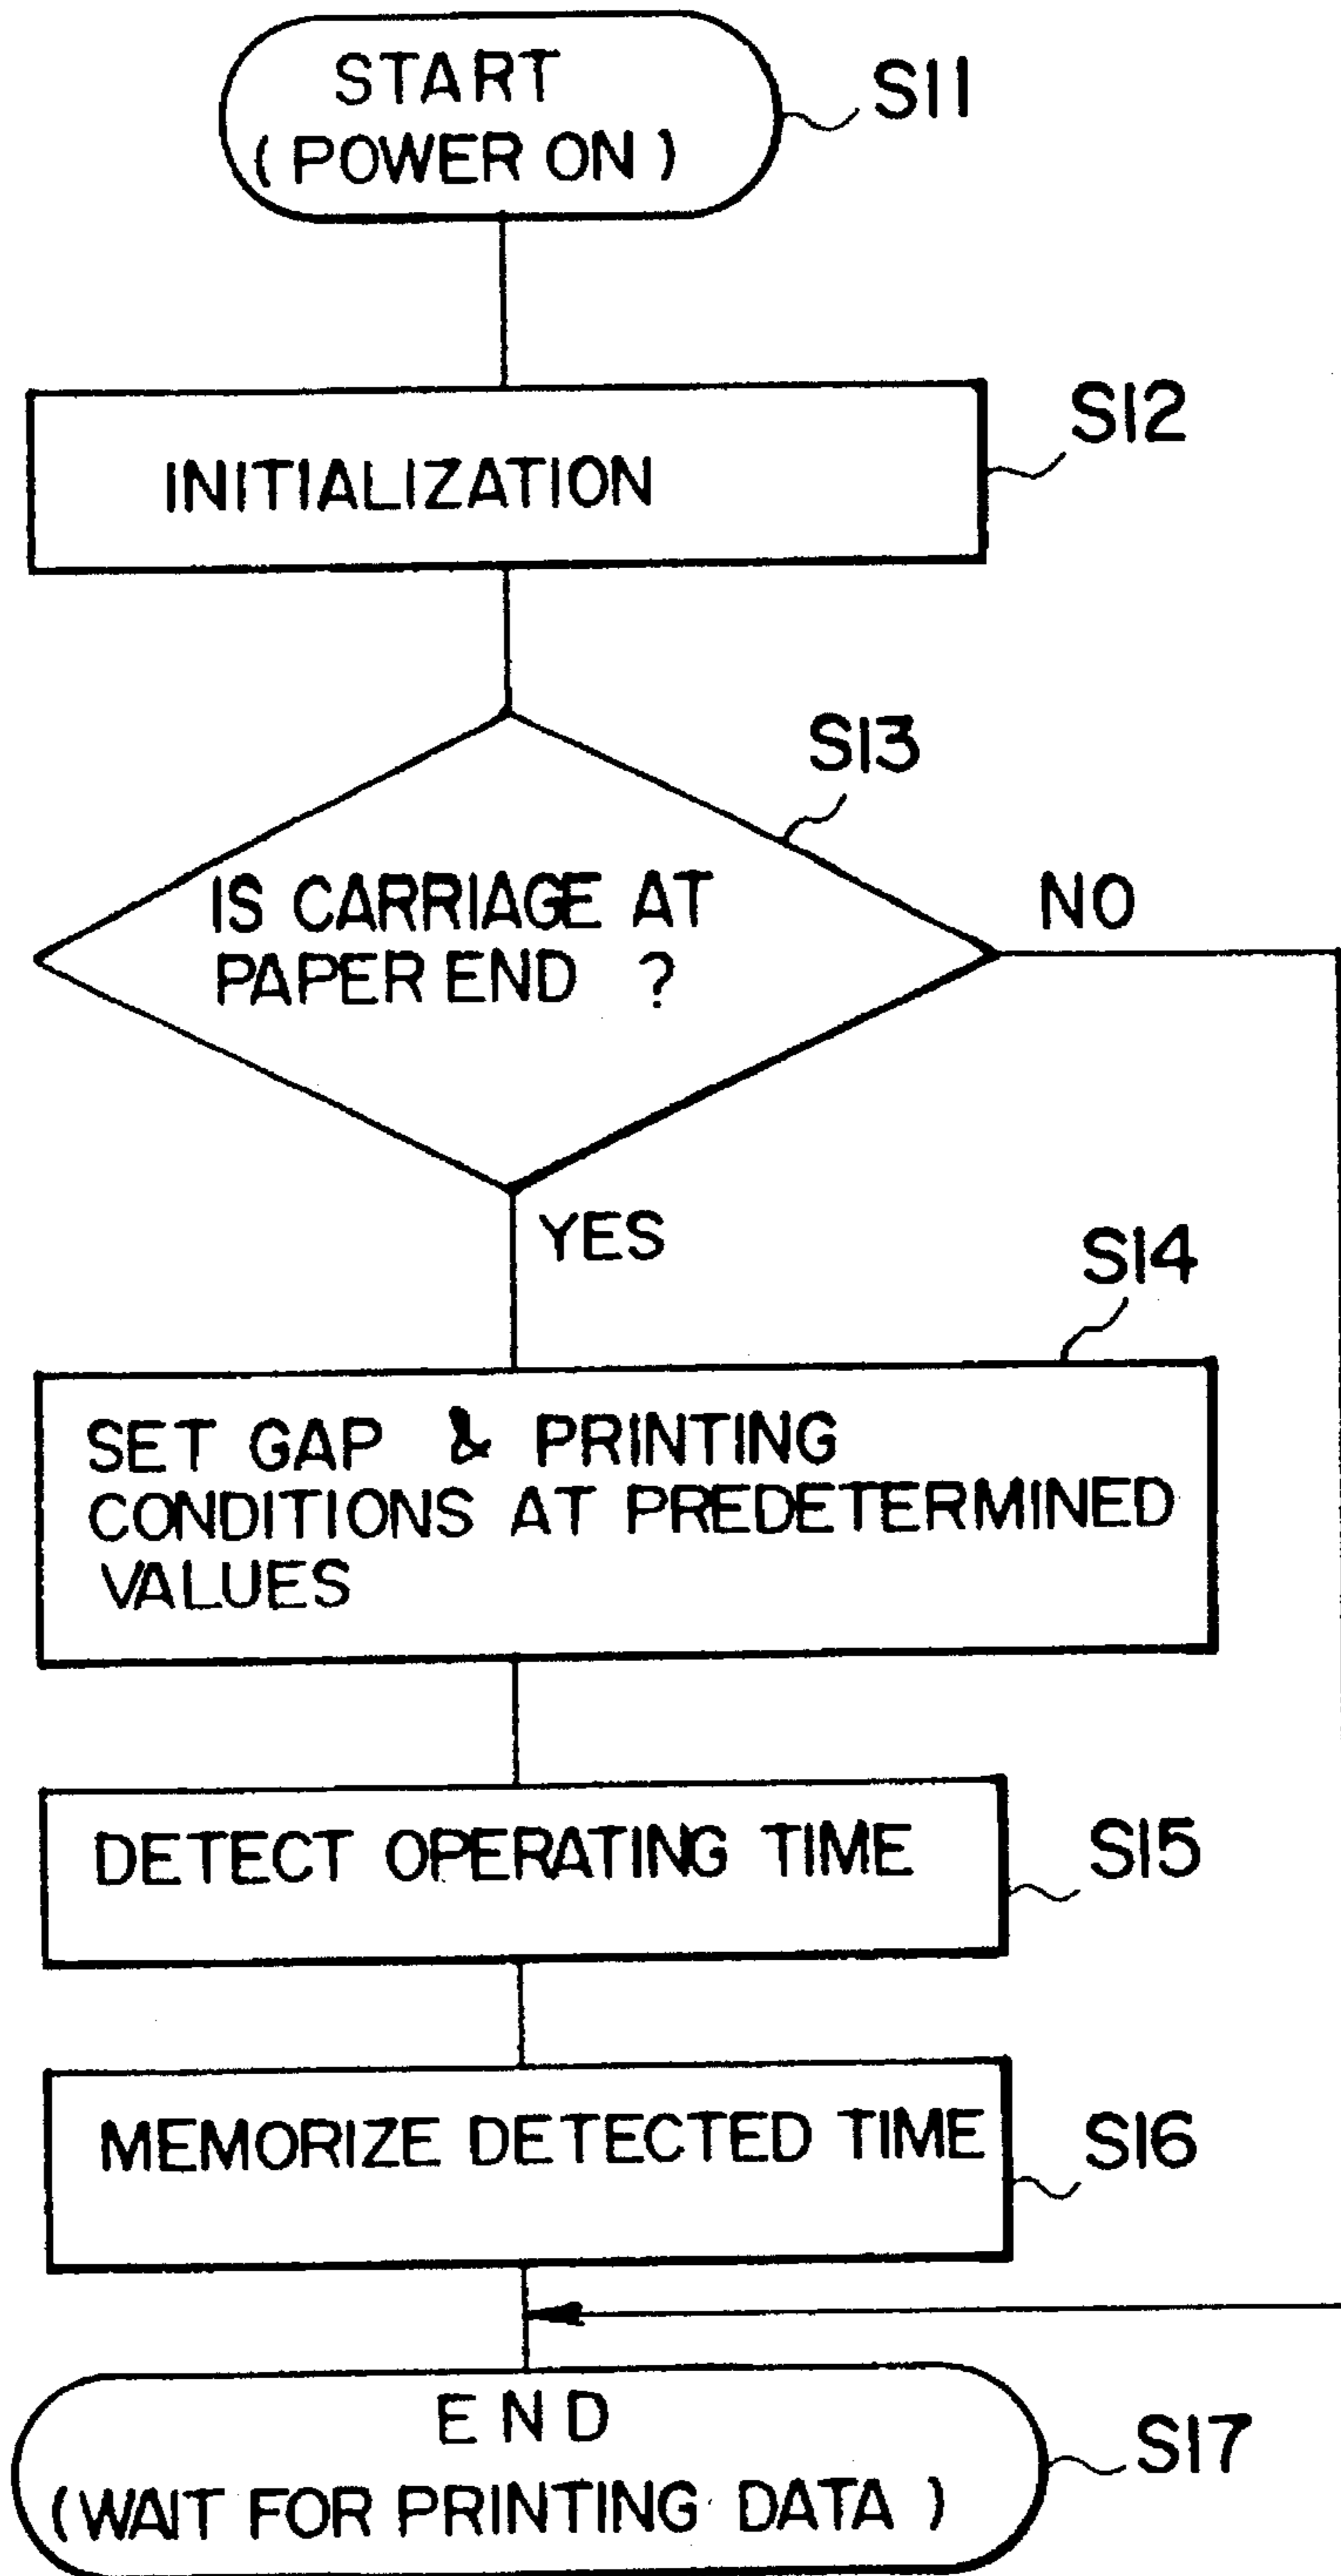 START
(POWER ON)
S11
INITIALIZATION
S12
S13
IS CARRIAGE AT
PAPER END ?
NO
YES
S14
SET GAP & PRINTING
CONDITIONS AT PREDETERMINED
VALUES
DETECT OPERATING TIME
S15
MEMORIZE DETECTED TIME
S16
END
(WAIT FOR PRINTING DATA)
S17